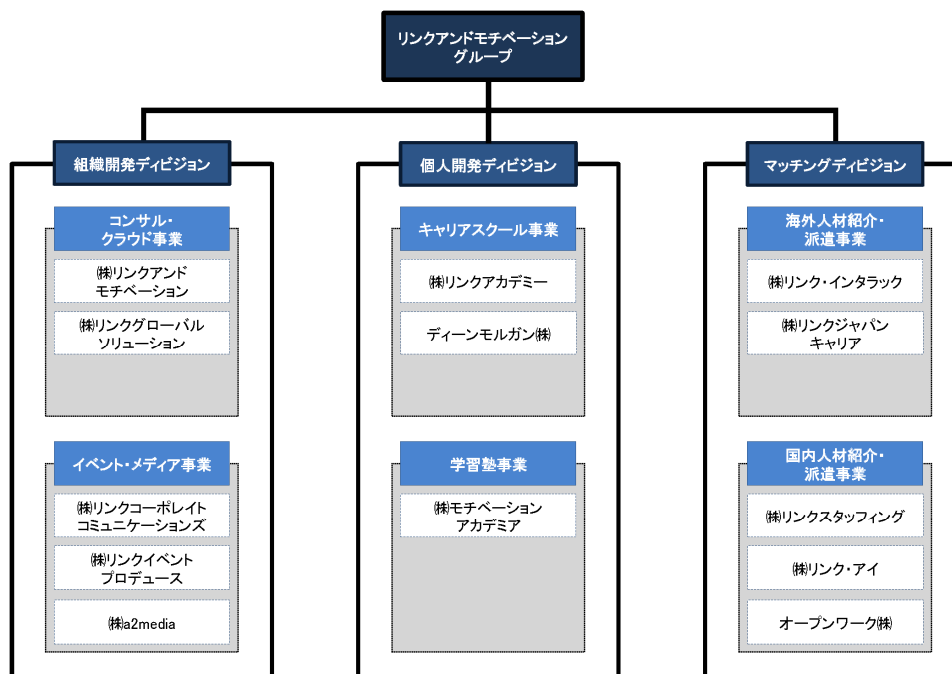 リンクアンドモチベーション
グループ
組織開発ディビジョン
コンサル・
クラウド事業
㈱リンクアンド
モチベーション
㈱リンクグローバル
ソリューション
イベント・メディア事業
㈱リンクコーポレイト
コミュニケーションズ
㈱リンクイベント
プロデュース
㈱a2media
個人開発ディビジョン
キャリアスクール事業
㈱リンクアカデミー
ディーンモルガン㈱
学習塾事業
㈱モチベーション
アカデミア
マッチングディビジョン
海外人材紹介・
派遣事業
㈱リンク・インタラック
㈱リンクジャパン
キャリア
国内人材紹介・
派遣事業
㈱リンクスタッフィング
㈱リンク・アイ
オープンワーク㈱